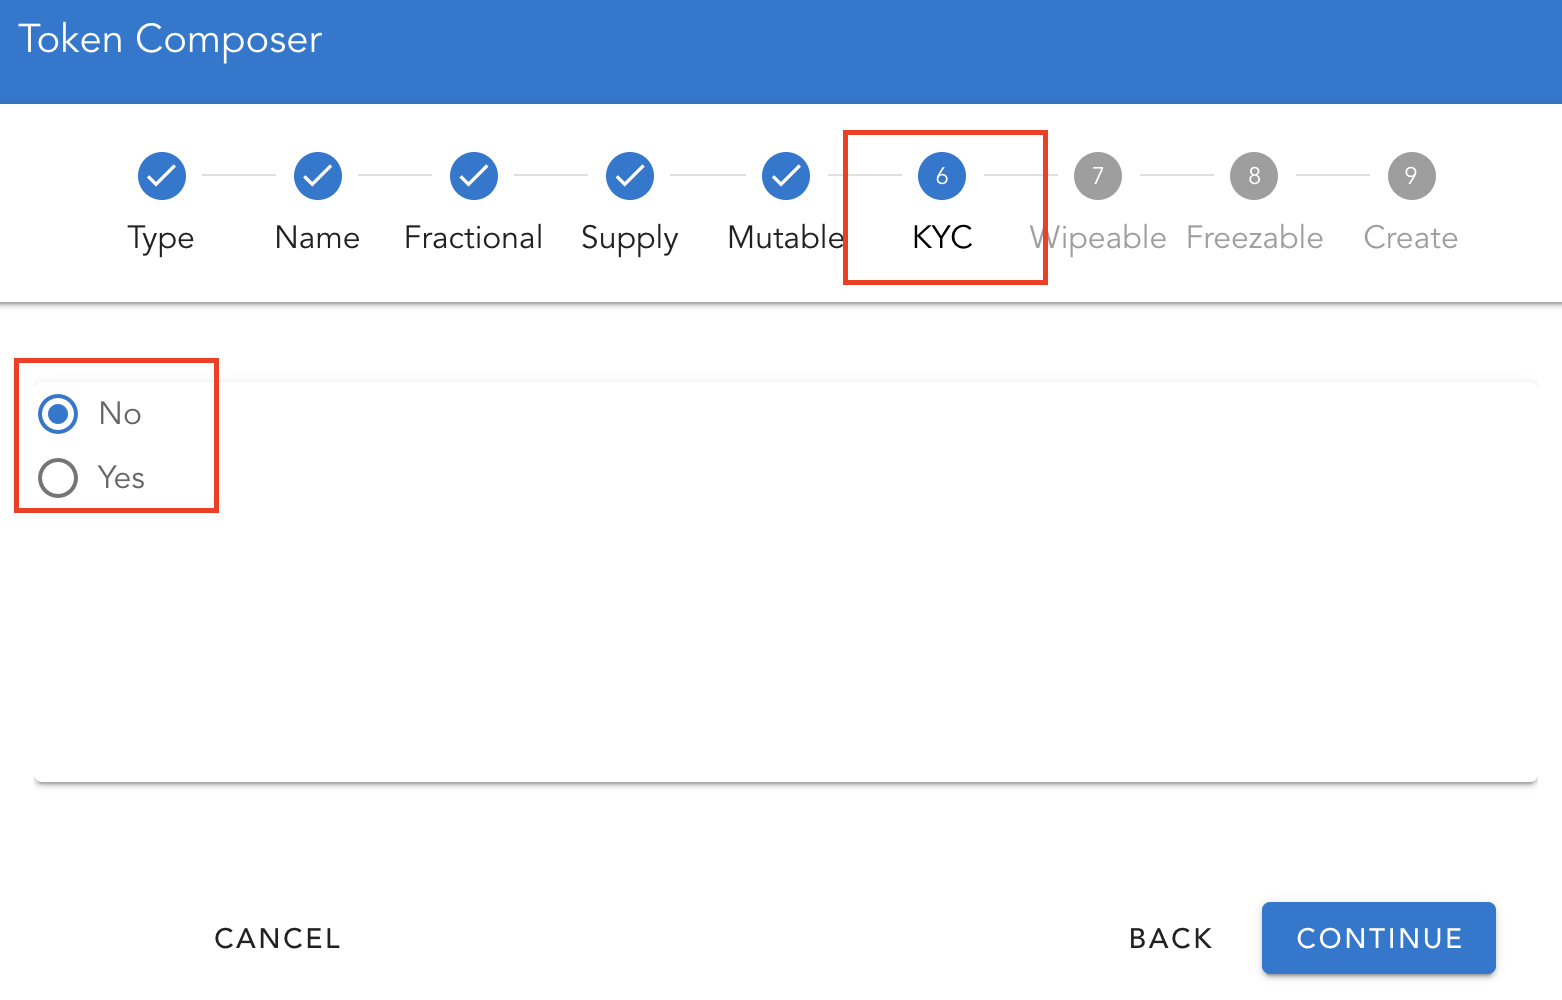 Token Composer
6 7 8 9
Type Name Fractional Supply Mutable KYC Wipeable Freezable Create
No
Yes
CANCEL BACK CONTINUE